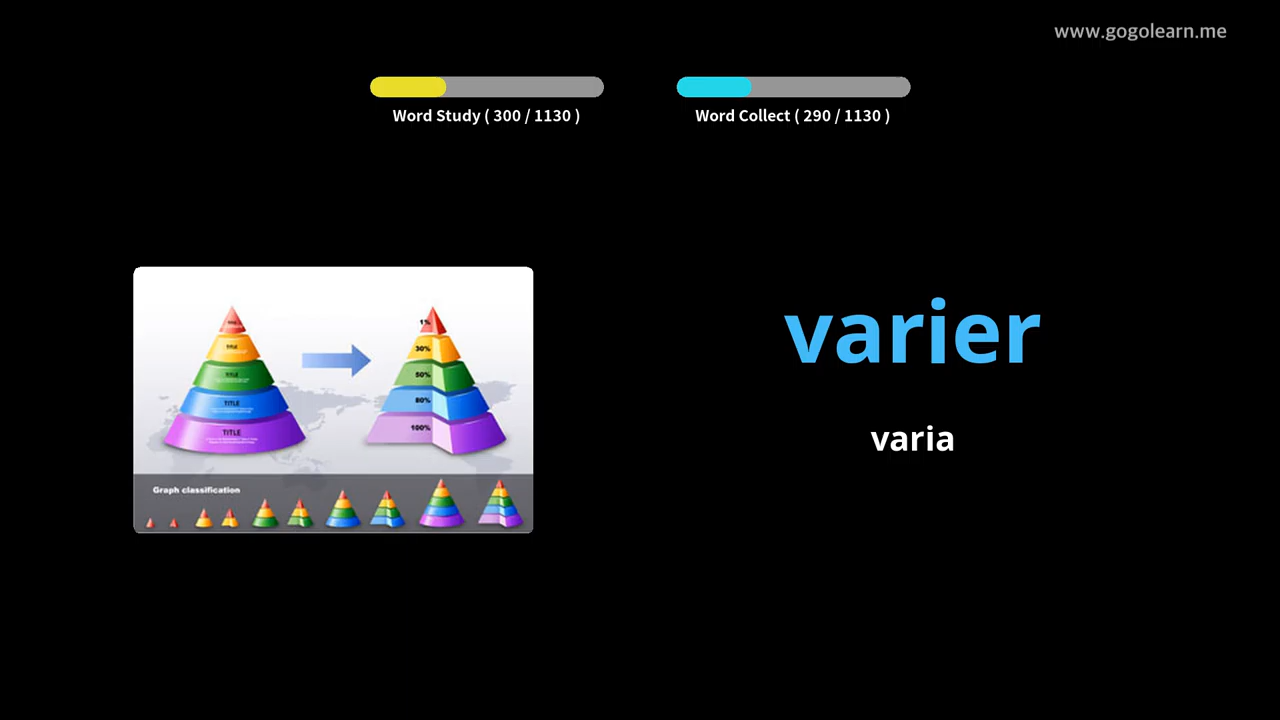 www.gogolearn.me
Word Study ( 300 / 1130 )
Word Collect ( 290 / 1130 )
varier
varia
TITLE
TITLE
TITLE
TITLE
1%
30%
50%
80%
100%
Graph classification